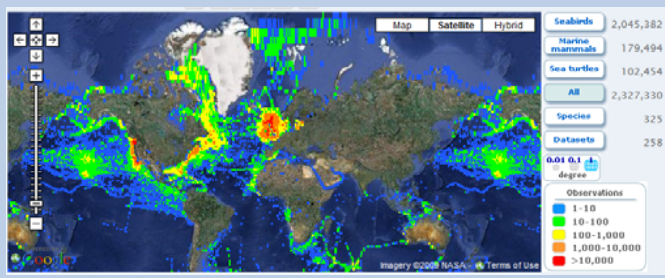 Map Satellite Hybrid
Seabirds 2,045,382
Marine mammals 179,494
Sea turtles 102,454
All 2,327,330
Species 325
Datasets 258
0.01 0.1 1
degree
Observations
1-10
10-100
100-1,000
1,000-10,000
>10,000
Google
Imagery ©2009 NASA - Terms of Use